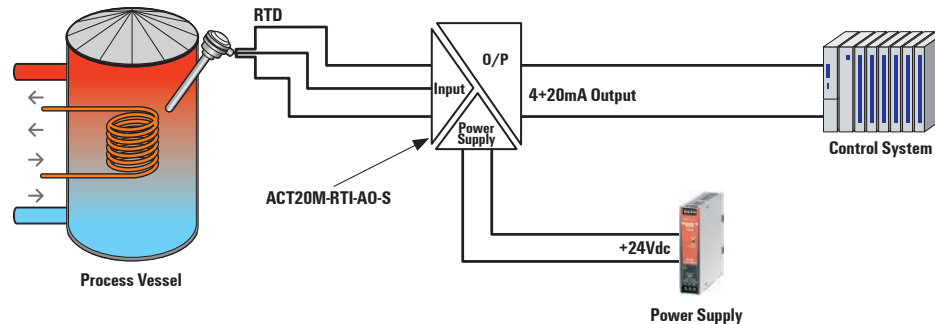 RTD
O/P
Input
4+20mA Output
Power
Supply
Control System
ACT20M-RTI-AO-S
+24Vdc
Process Vessel
Power Supply